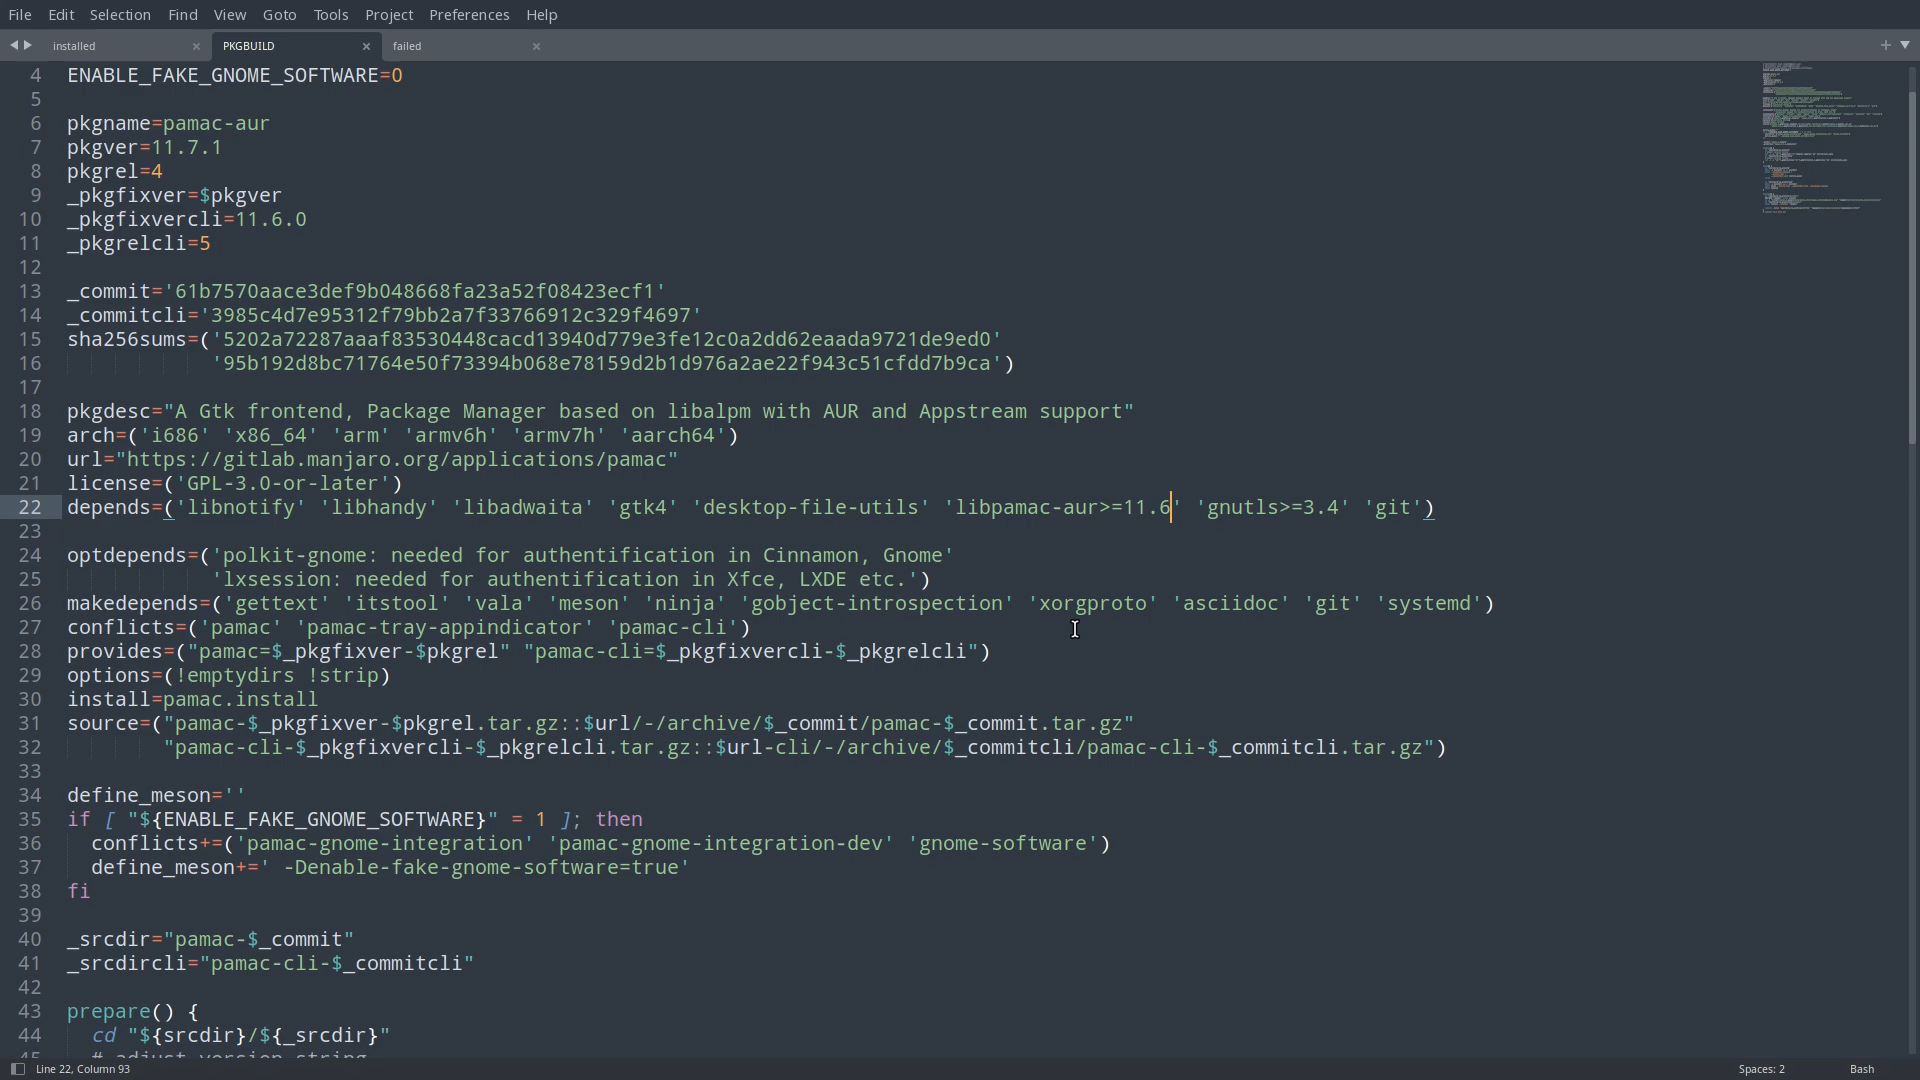 File Edit Selection Find View Goto Tools Project Preferences Help
installed × PKGBUILD × failed ×
4 ENABLE_FAKE_GNOME_SOFTWARE=0
5
6 pkgname=pamac-aur
7 pkgver=11.7.1
8 pkgrel=4
9 _pkgfixver=$pkgver
10 _pkgfixvercli=11.6.0
11 _pkgrelcli=5
12
13 _commit='61b7570aace3def9b048668fa23a52f08423ecf1'
14 _commitcli='3985c4d7e95312f79bb2a7f33766912c329f4697'
15 sha256sums=('5202a72287aaaf83530448cacd13940d779e3fe12c0a2dd62eaada9721de9ed0'
16 '95b192d8bc71764e50f73394b068e78159d2b1d976a2ae22f943c51cfdd7b9ca')
17
18 pkgdesc="A Gtk frontend, Package Manager based on libalpm with AUR and Appstream support"
19 arch=('i686' 'x86_64' 'arm' 'armv6h' 'armv7h' 'aarch64')
20 url="https://gitlab.manjaro.org/applications/pamac"
21 license=('GPL-3.0-or-later')
22 depends=('libnotify' 'libhandy' 'libadwaita' 'gtk4' 'desktop-file-utils' 'libpamac-aur>=11.6' 'gnutls>=3.4' 'git')
23
24 optdepends=('polkit-gnome: needed for authentification in Cinnamon, Gnome'
25 'lxsession: needed for authentification in Xfce, LXDE etc.')
26 makedepends=('gettext' 'itstool' 'vala' 'meson' 'ninja' 'gobject-introspection' 'xorgproto' 'asciidoc' 'git' 'systemd')
27 conflicts=('pamac' 'pamac-tray-appindicator' 'pamac-cli')
28 provides=("pamac=$_pkgfixver-$pkgrel" "pamac-cli=$_pkgfixvercli-$_pkgrelcli")
29 options=(!emptydirs !strip)
30 install=pamac.install
31 source=("pamac-$_pkgfixver-$pkgrel.tar.gz::$url/-/archive/$_commit/pamac-$_commit.tar.gz"
32 "pamac-cli-$_pkgfixvercli-$_pkgrelcli.tar.gz::$url-cli/-/archive/$_commitcli/pamac-cli-$_commitcli.tar.gz")
33
34 define_meson=''
35 if [ "${ENABLE_FAKE_GNOME_SOFTWARE}" = 1 ]; then
36 conflicts+=('pamac-gnome-integration' 'pamac-gnome-integration-dev' 'gnome-software')
37 define_meson+=' -Denable-fake-gnome-software=true'
38 fi
39
40 _srcdir="pamac-$_commit"
41 _srcdircli="pamac-cli-$_commitcli"
42
43 prepare() {
44 cd "${srcdir}/${_srcdir}"
45 # adjust version string
Line 22, Column 93 Spaces: 2 Bash